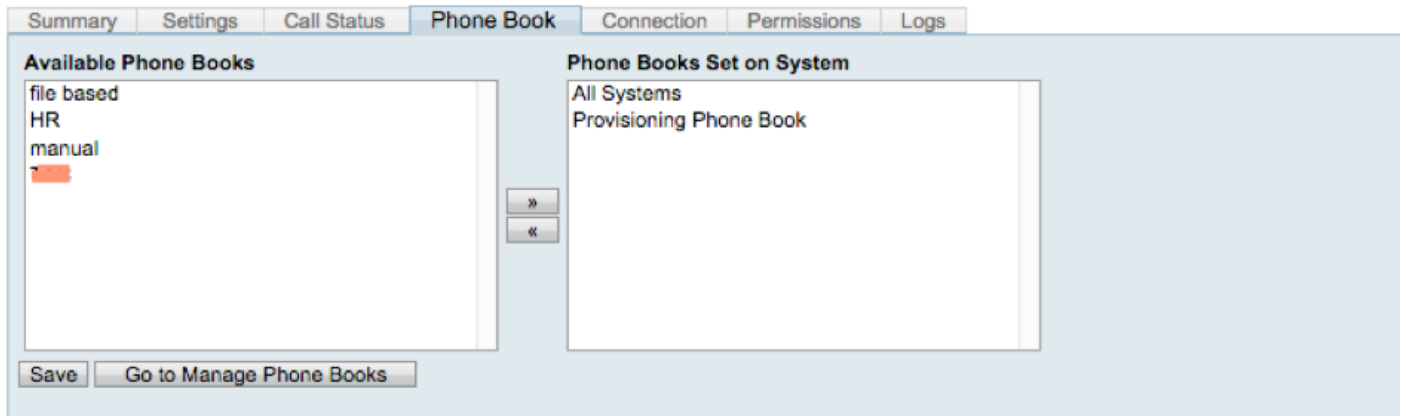 Summary Settings Call Status Phone Book Connection Permissions Logs
Available Phone Books
file based
HR
manual
Phone Books Set on System
All Systems
Provisioning Phone Book
»
«
Save Go to Manage Phone Books